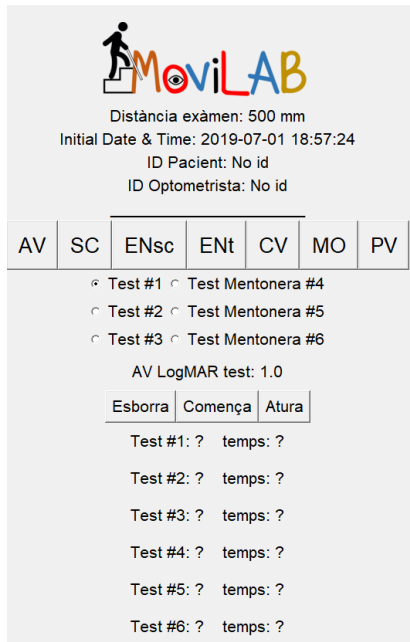 MoviLAB
Distància exàmen: 500 mm
Initial Date & Time: 2019-07-01 18:57:24
ID Pacient: No id
ID Optometrista: No id
AV SC ENsc ENt CV MO PV
Test #1 Test Mentonera #4
Test #2 Test Mentonera #5
Test #3 Test Mentonera #6
AV LogMAR test: 1.0
Esborra Comença Atura
Test #1: ? temps: ?
Test #2: ? temps: ?
Test #3: ? temps: ?
Test #4: ? temps: ?
Test #5: ? temps: ?
Test #6: ? temps: ?